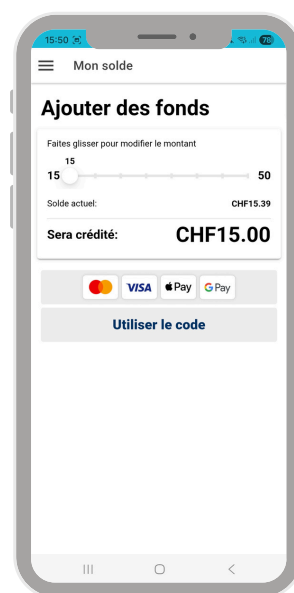 15:50
78
Mon solde
Ajouter des fonds
Faites glisser pour modifier le montant
15
15 50
Solde actuel: CHF15.39
Sera crédité: CHF15.00
VISA Pay G Pay
Utiliser le code